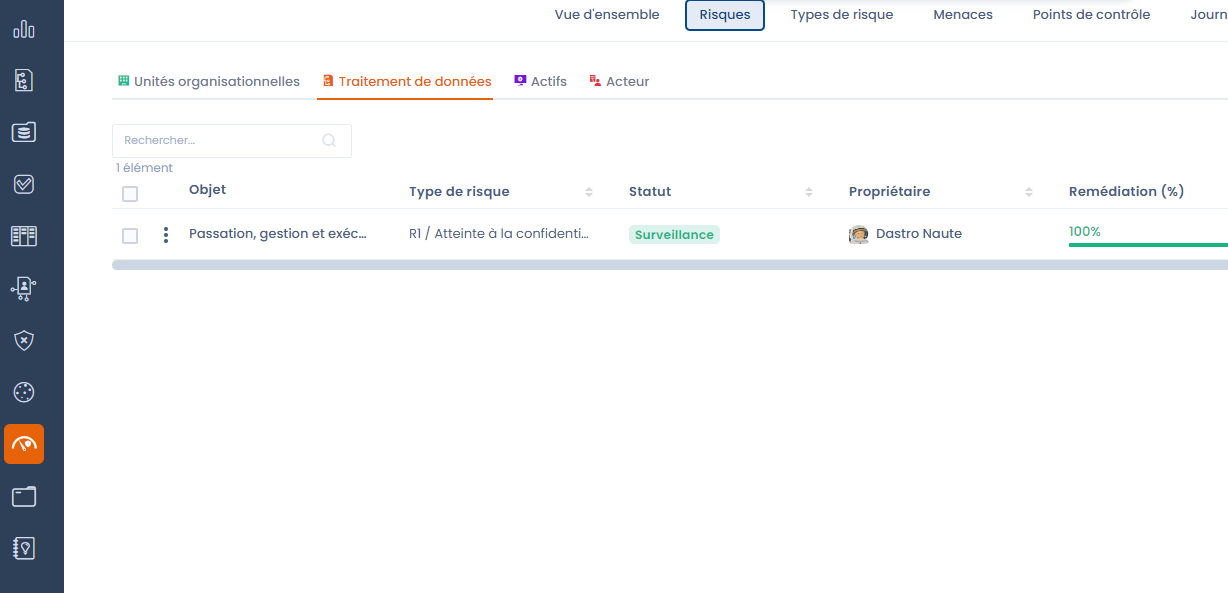 Vue d'ensemble Risques Types de risque Menaces Points de contrôle Journ
Unités organisationnelles Traitement de données Actifs Acteur
Rechercher...
1 élément
Objet Type de risque Statut Propriétaire Remédiation (%)
Passation, gestion et exéc... R1 / Atteinte à la confidenti... Surveillance Dastro Naute 100%